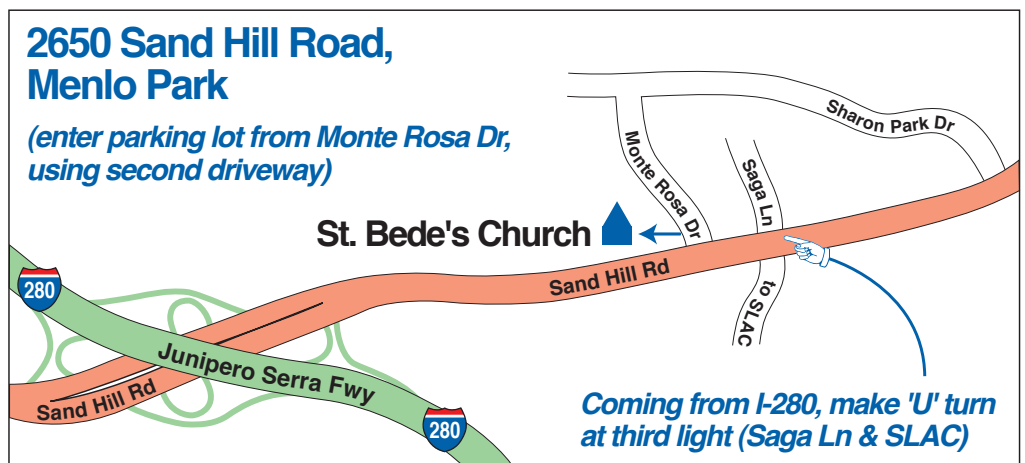 2650 Sand Hill Road,
Menlo Park
(enter parking lot from Monte Rosa Dr,
using second driveway)
Sharon Park Dr
Monte Rosa Dr
Saga Ln
St. Bede's Church
Sand Hill Rd
to SLAC
280
Junipero Serra Fwy
Sand Hill Rd
280
Coming from I-280, make 'U' turn
at third light (Saga Ln & SLAC)